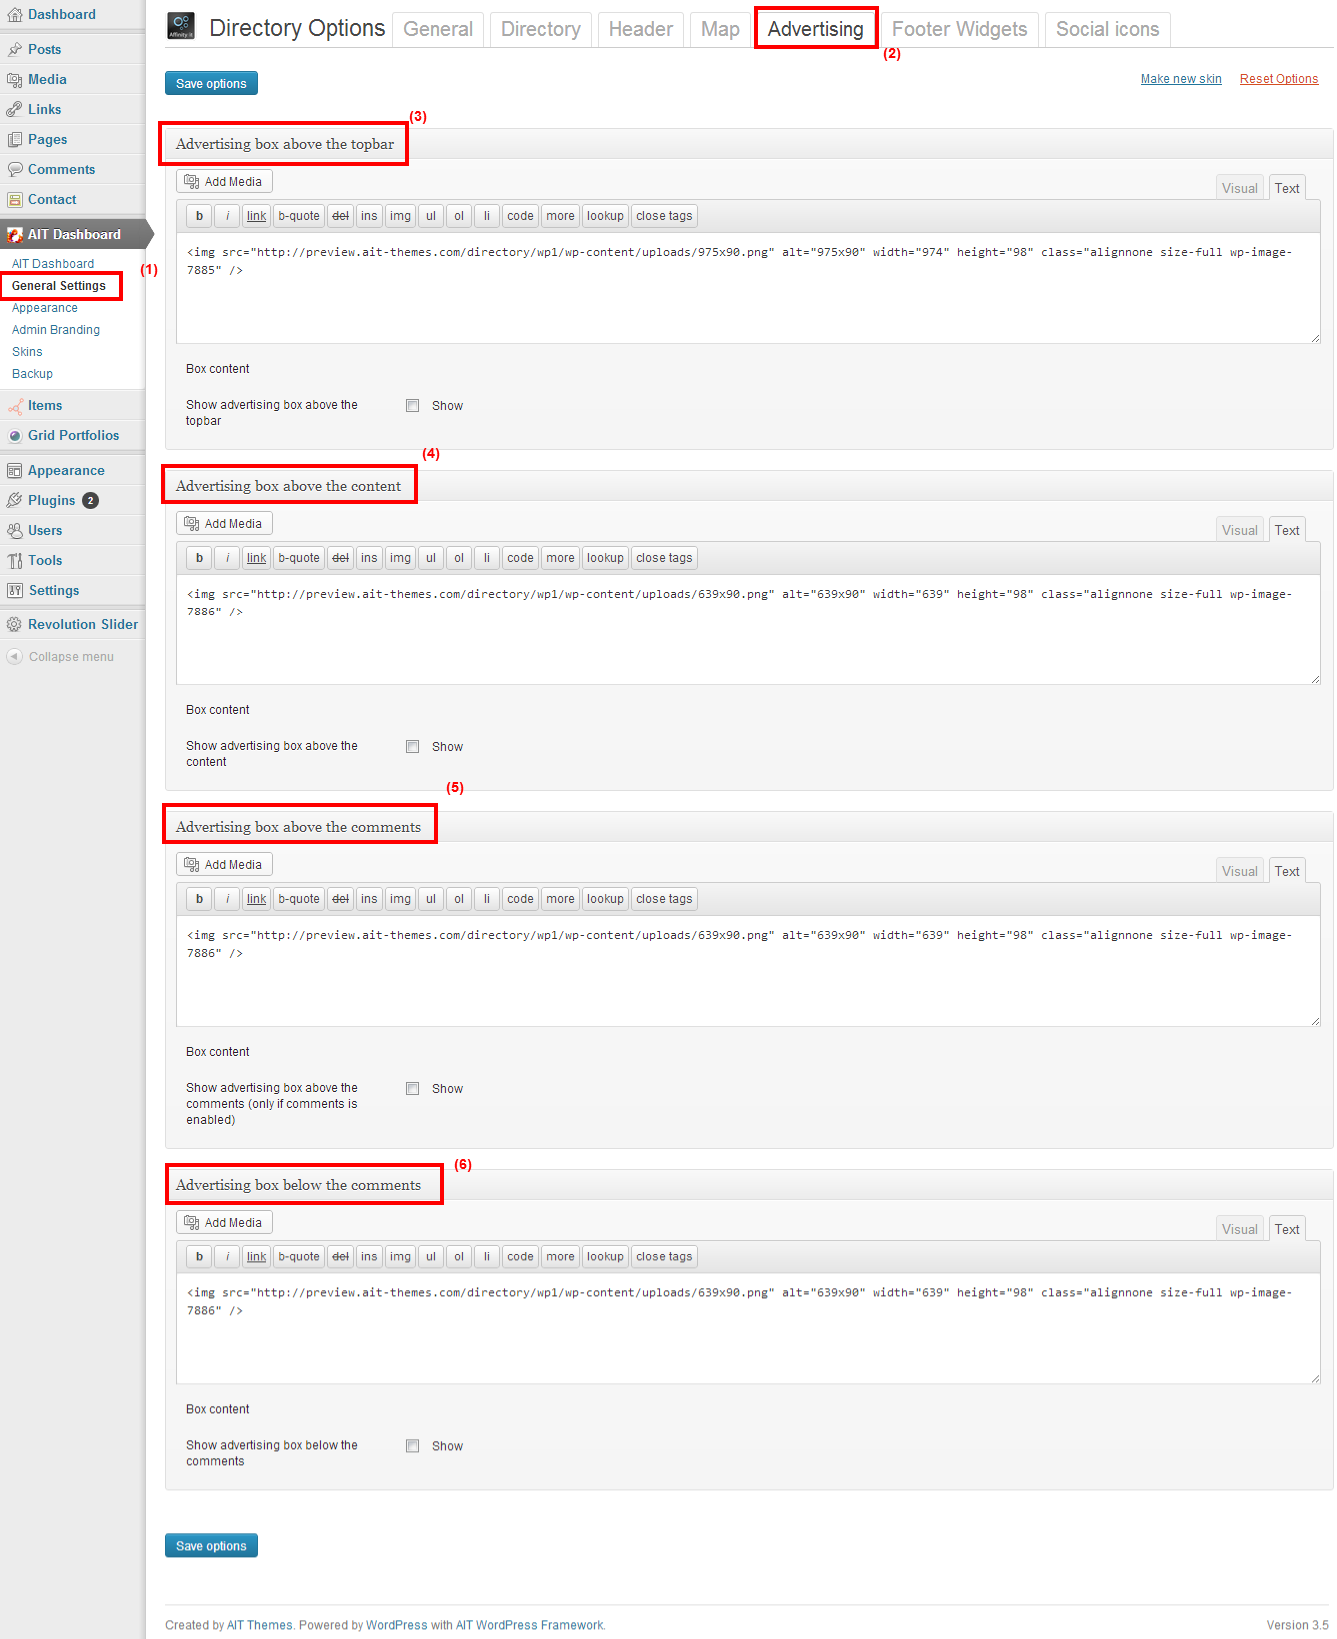 Dashboard
Posts
Media
Links
Pages
Comments
Contact
AIT Dashboard
AIT Dashboard
(1)
General Settings
Appearance
Admin Branding
Skins
Backup
Items
Grid Portfolios
Appearance
Plugins 2
Users
Tools
Settings
Revolution Slider
Collapse menu
Affinity.it
Directory Options General Directory Header Map Advertising Footer Widgets Social icons
(2)
Save options Make new skin Reset Options
(3)
Advertising box above the topbar
Add Media Visual Text
b i link b-quote del ins img ul ol li code more lookup close tags
<img src="http://preview.ait-themes.com/directory/wp1/wp-content/uploads/975x90.png" alt="975x90" width="974" height="98" class="alignnone size-full wp-image-
7885" />
Box content
Show advertising box above the
topbar
Show
(4)
Advertising box above the content
Add Media Visual Text
b i link b-quote del ins img ul ol li code more lookup close tags
<img src="http://preview.ait-themes.com/directory/wp1/wp-content/uploads/639x90.png" alt="639x90" width="639" height="98" class="alignnone size-full wp-image-
7886" />
Box content
Show advertising box above the
content
Show
(5)
Advertising box above the comments
Add Media Visual Text
b i link b-quote del ins img ul ol li code more lookup close tags
<img src="http://preview.ait-themes.com/directory/wp1/wp-content/uploads/639x90.png" alt="639x90" width="639" height="98" class="alignnone size-full wp-image-
7886" />
Box content
Show advertising box above the
comments (only if comments is
enabled)
Show
(6)
Advertising box below the comments
Add Media Visual Text
b i link b-quote del ins img ul ol li code more lookup close tags
<img src="http://preview.ait-themes.com/directory/wp1/wp-content/uploads/639x90.png" alt="639x90" width="639" height="98" class="alignnone size-full wp-image-
7886" />
Box content
Show advertising box below the
comments
Show
Save options
Created by AIT Themes. Powered by WordPress with AIT WordPress Framework. Version 3.5